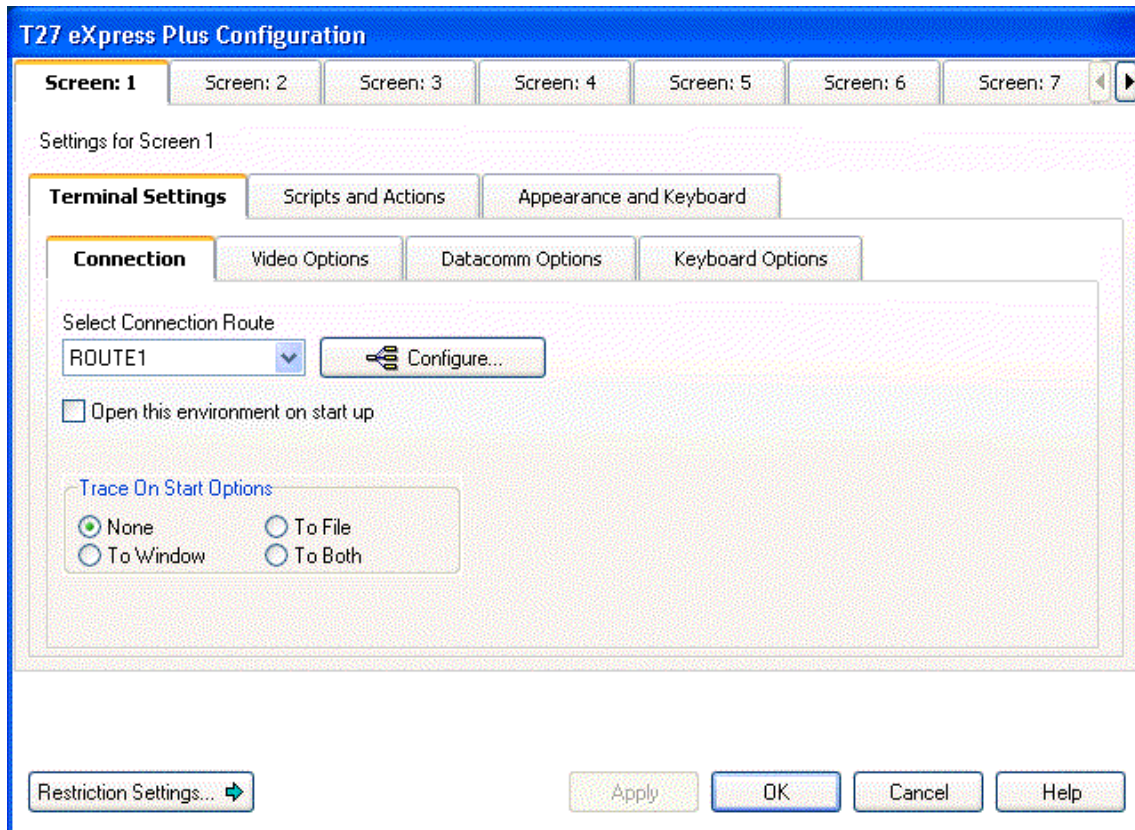 T27 eXpress Plus Configuration
Screen: 1 Screen: 2 Screen: 3 Screen: 4 Screen: 5 Screen: 6 Screen: 7
Settings for Screen 1
Terminal Settings Scripts and Actions Appearance and Keyboard
Connection Video Options Datacomm Options Keyboard Options
Select Connection Route
ROUTE1 Configure...
Open this environment on start up
Trace On Start Options
None To File
To Window To Both
Restriction Settings... Apply OK Cancel Help